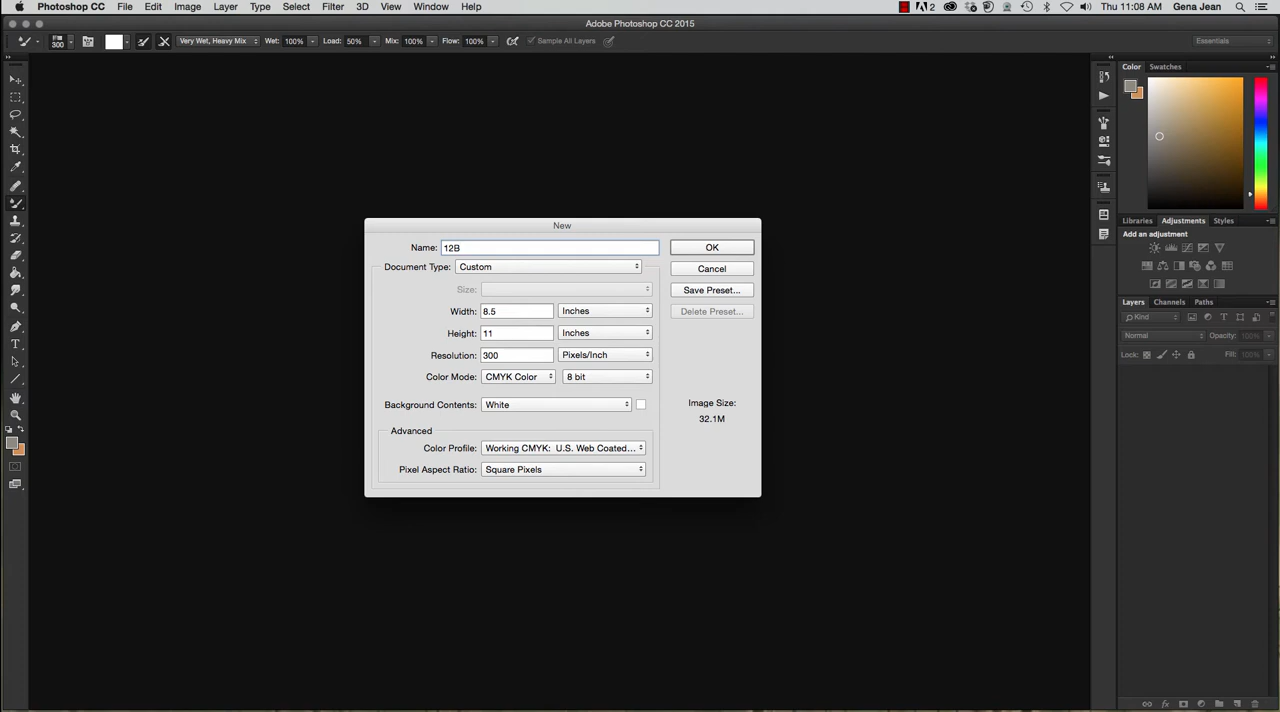 Photoshop CC File Edit Image Layer Type Select Filter 3D View Window Help 2 Thu 11:08 AM Gena Jean
Adobe Photoshop CC 2015
300 Very Wet, Heavy Mix Wet: 100% Load: 50% Mix: 100% Flow: 100% Sample All Layers Essentials
Color Swatches
Libraries Adjustments Styles
Add an adjustment
Layers Channels Paths
Kind
Normal Opacity: 100%
Lock: Fill: 100%
New
Name: 12B OK
Document Type: Custom Cancel
Size: Save Preset...
Width: 8.5 Inches Delete Preset...
Height: 11 Inches
Resolution: 300 Pixels/Inch
Color Mode: CMYK Color 8 bit
Background Contents: White Image Size:
32.1M
Advanced
Color Profile: Working CMYK: U.S. Web Coated...
Pixel Aspect Ratio: Square Pixels